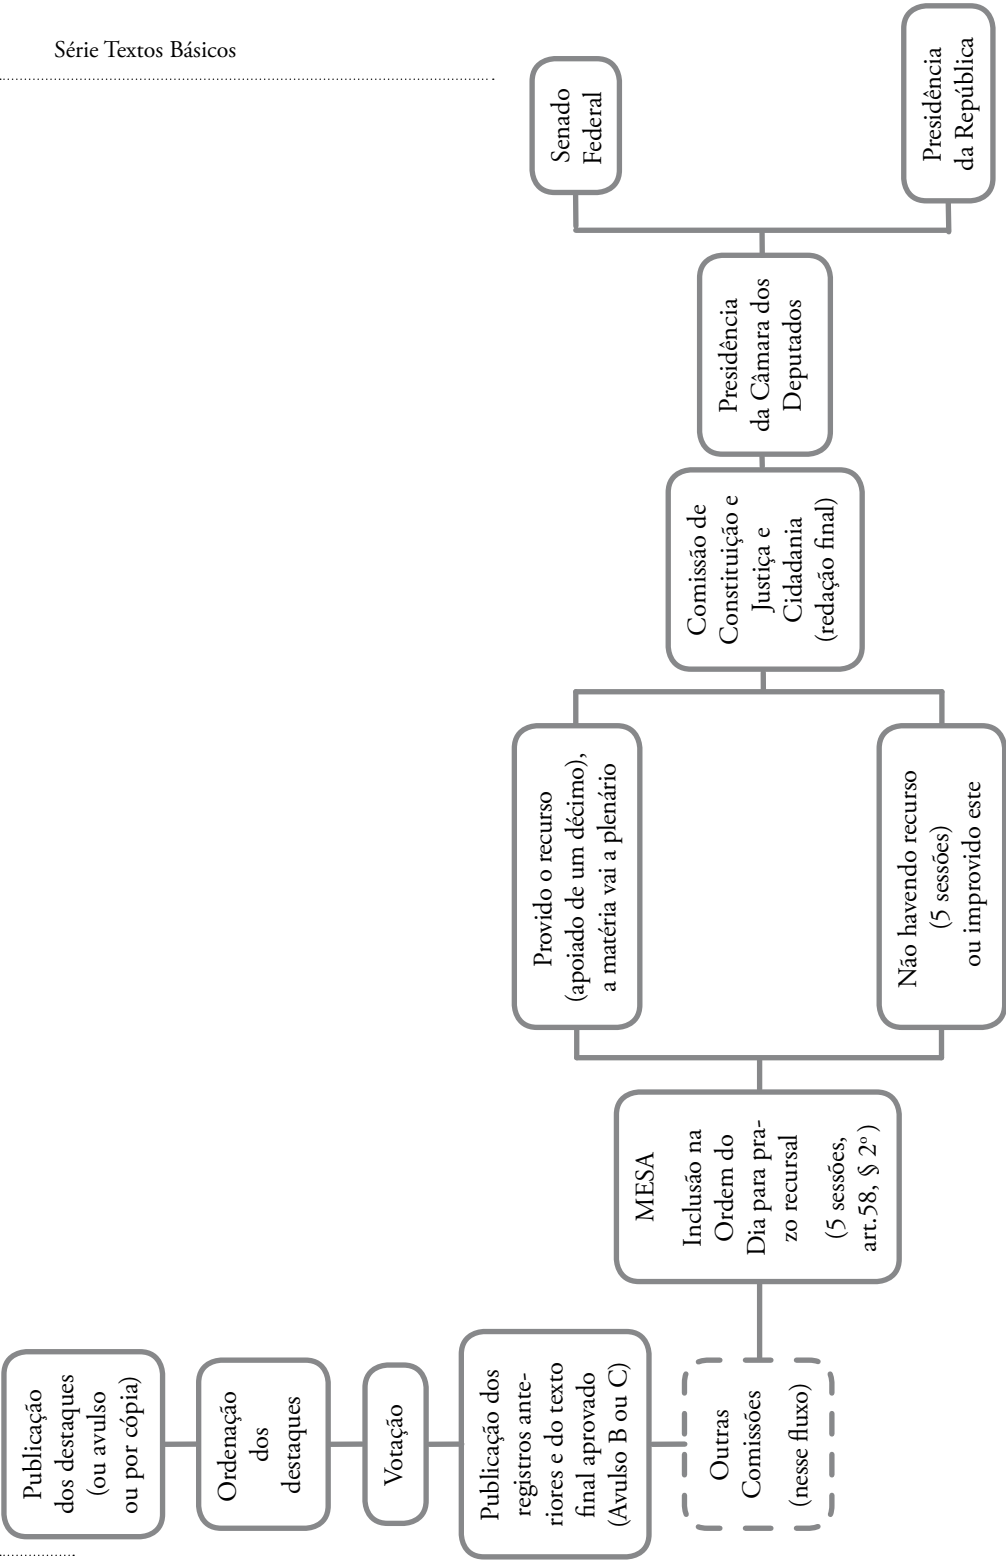 Série Textos Básicos
Publicação
dos destaques
(ou avulso
ou por cópia)
Ordenação
dos
destaques
Votação
Publicação dos
registros ante-
riores e do texto
final aprovado
(Avulso B ou C)
Outras
Comissões
(nesse fluxo)
MESA
Inclusão na
Ordem do
Dia para pra-
zo recursal
(5 sessões,
art.58, § 2º )
Provido o recurso
(apoiado de um décimo),
a matéria vai a plenário
Não havendo recurso
(5 sessões)
ou improvido este
Comissão de
Constituição e
Justiça e
Cidadania
(redação final)
Presidência
da Câmara dos
Deputados
Senado
Federal
Presidência
da República